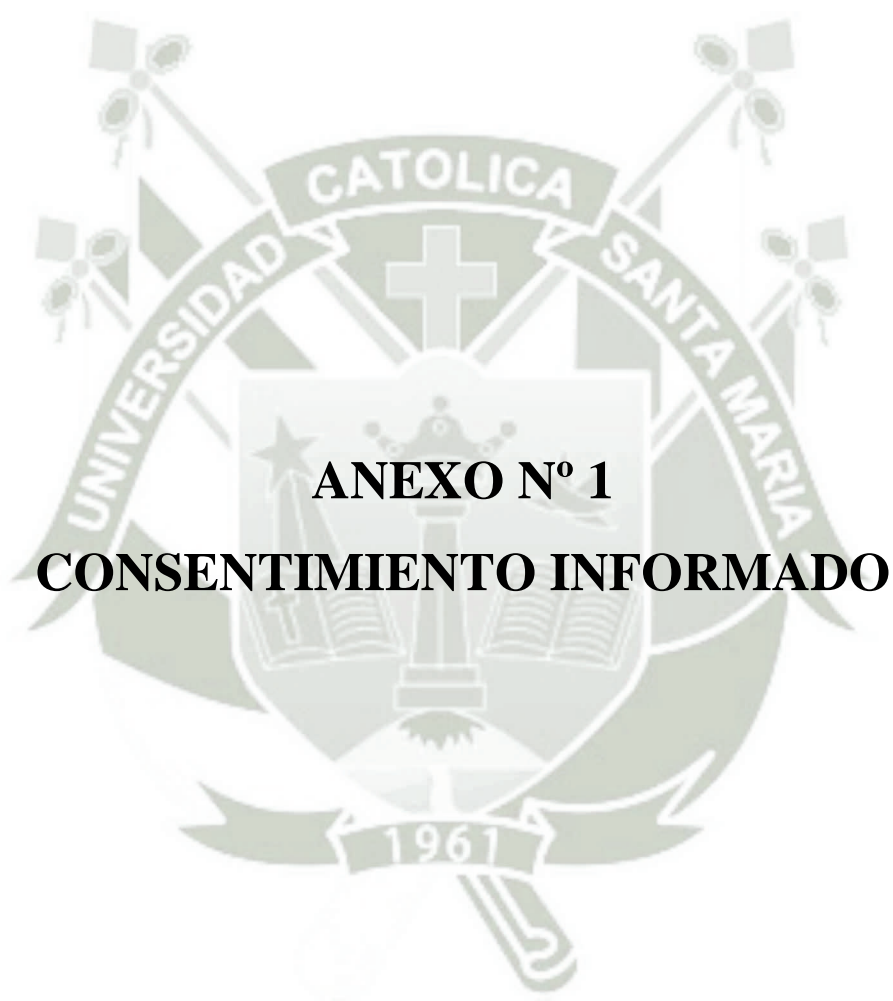 CATOLICA
UNIVERSIDAD
SANTA MARIA
ANEXO Nº 1
CONSENTIMIENTO INFORMADO
1961